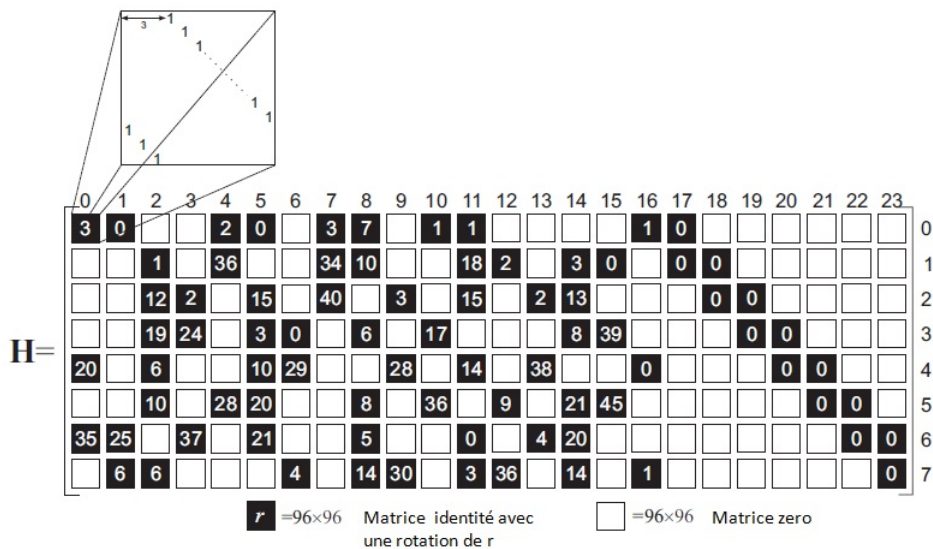 3 1
1
1
1
1
1
1
1
0 1 2 3 4 5 6 7 8 9 10 11 12 13 14 15 16 17 18 19 20 21 22 23
3 0 2 0 3 7 1 1 1 0 0
1 36 34 10 18 2 3 0 0 0 1
12 2 15 40 3 15 2 13 0 0 2
19 24 3 0 6 17 8 39 0 0 3
H=
20 6 10 29 28 14 38 0 0 0 4
10 28 20 8 36 9 21 45 0 0 5
35 25 37 21 5 0 4 20 0 0 6
6 6 4 14 30 3 36 14 1 0 7
r =96×96 Matrice identité avec =96×96 Matrice zero
une rotation de r